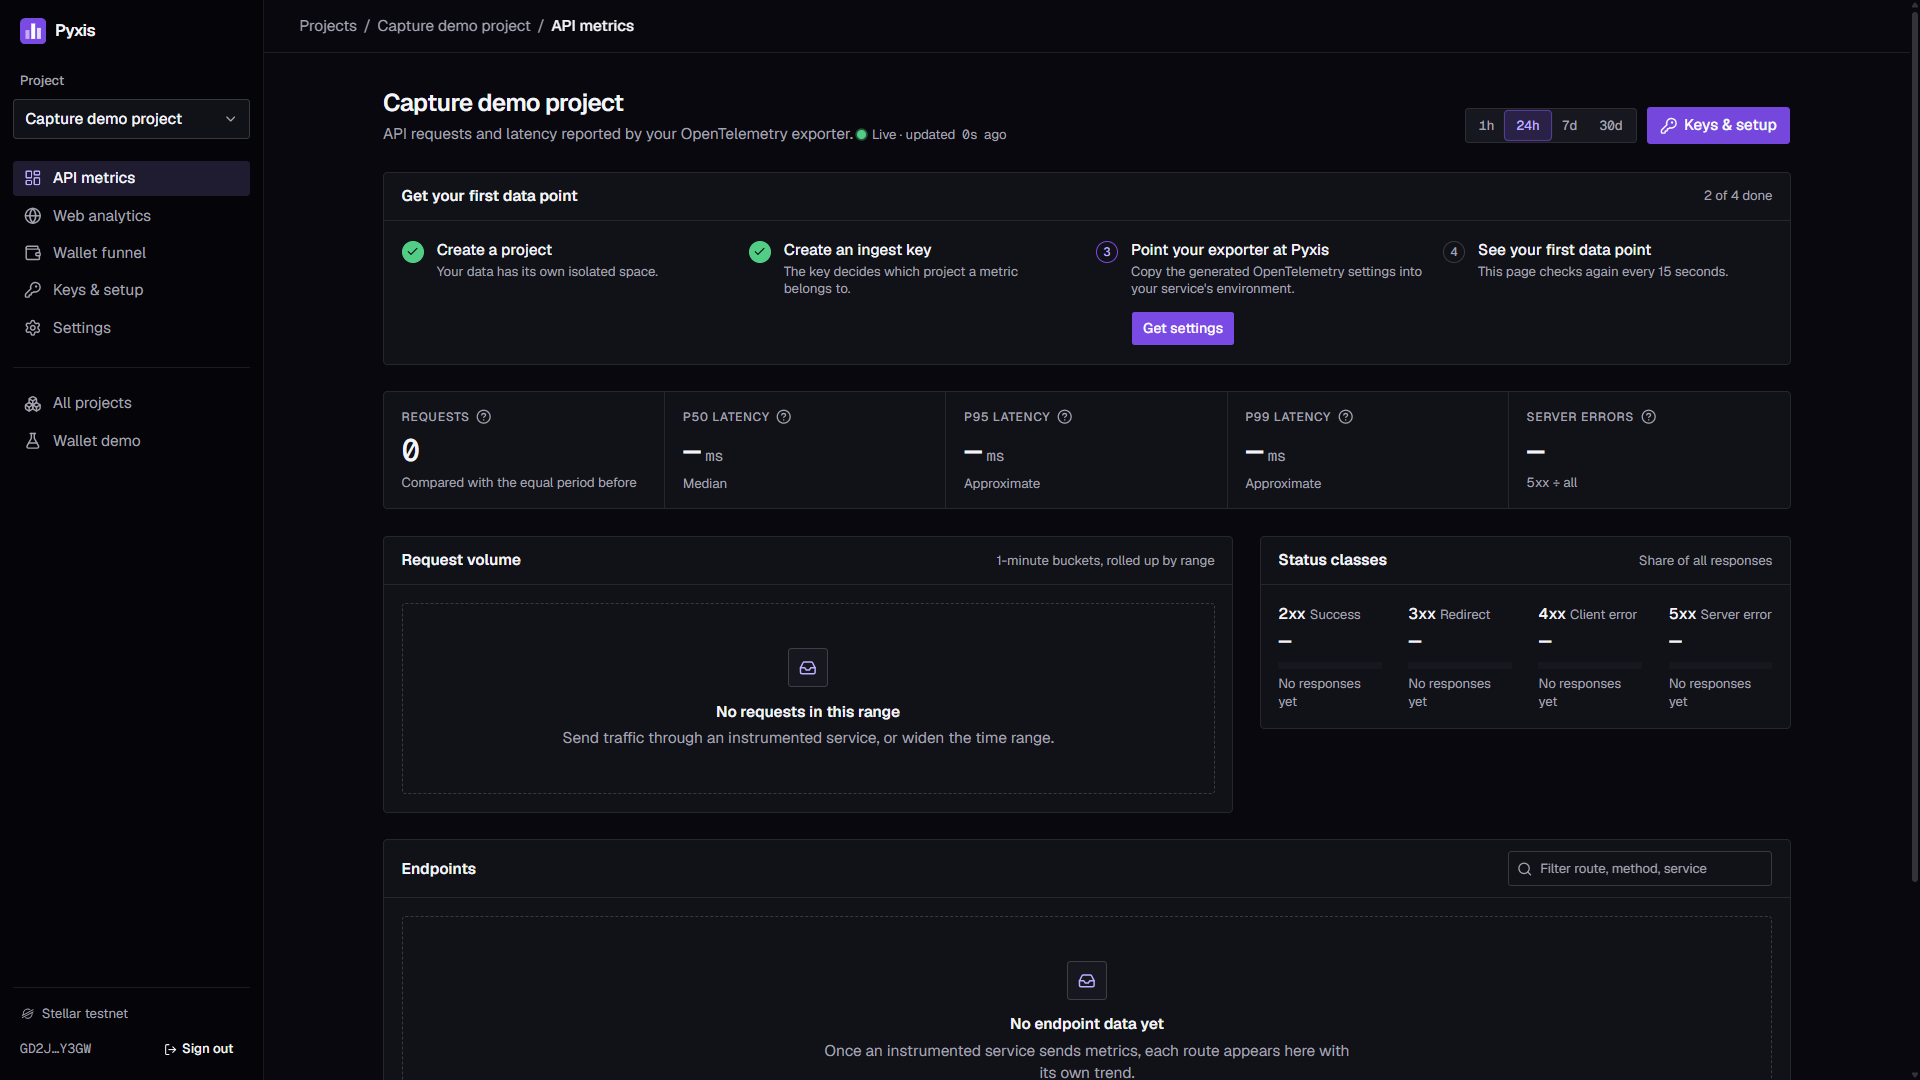 Pyxis
Project
Capture demo project
API metrics
Web analytics
Wallet funnel
Keys & setup
Settings
All projects
Wallet demo
Stellar testnet
GD2J…Y3GW
Sign out
Projects / Capture demo project / API metrics
Capture demo project
API requests and latency reported by your OpenTelemetry exporter. Live · updated 0s ago
1h 24h 7d 30d
Keys & setup
Get your first data point
2 of 4 done
Create a project
Your data has its own isolated space.
Create an ingest key
The key decides which project a metric
belongs to.
3 Point your exporter at Pyxis
Copy the generated OpenTelemetry settings into
your service's environment.
Get settings
4 See your first data point
This page checks again every 15 seconds.
REQUESTS ?
0
Compared with the equal period before
P50 LATENCY ?
— ms
Median
P95 LATENCY ?
— ms
Approximate
P99 LATENCY ?
— ms
Approximate
SERVER ERRORS ?
—
5xx ÷ all
Request volume
1-minute buckets, rolled up by range
No requests in this range
Send traffic through an instrumented service, or widen the time range.
Status classes
Share of all responses
2xx Success
—
No responses
yet
3xx Redirect
—
No responses
yet
4xx Client error
—
No responses
yet
5xx Server error
—
No responses
yet
Endpoints
Filter route, method, service
No endpoint data yet
Once an instrumented service sends metrics, each route appears here with
its own trend.